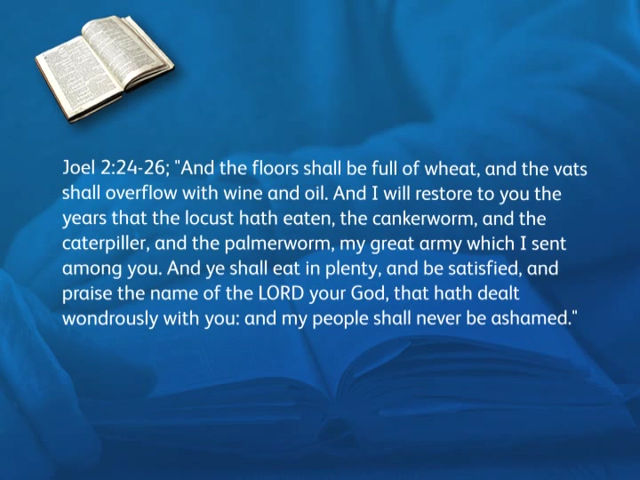 Joel 2:24-26; "And the floors shall be full of wheat, and the vats
shall overflow with wine and oil. And I will restore to you the
years that the locust hath eaten, the cankerworm, and the
caterpiller, and the palmerworm, my great army which I sent
among you. And ye shall eat in plenty, and be satisfied, and
praise the name of the LORD your God, that hath dealt
wondrously with you: and my people shall never be ashamed."